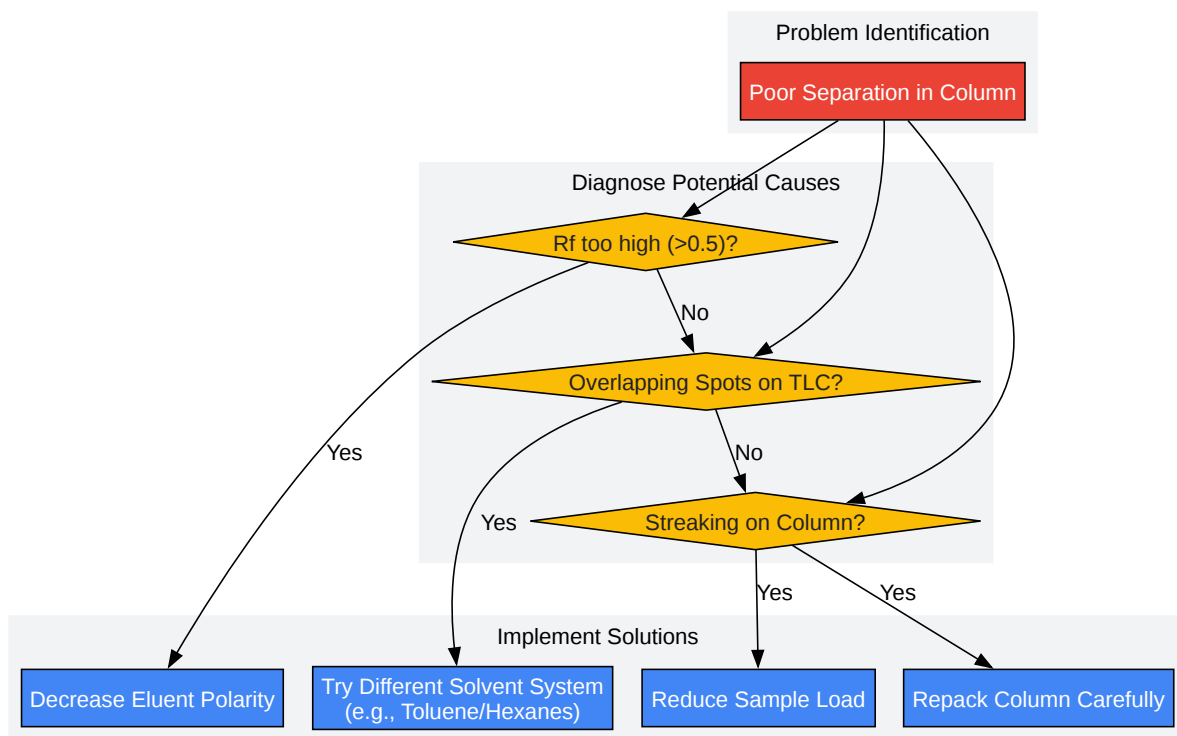 Problem Identification
Poor Separation in Column
Diagnose Potential Causes
Rf too high (>0.5)?
No
Overlapping Spots on TLC?
Yes
No
Yes
Streaking on Column?
Yes
Yes
Implement Solutions
Decrease Eluent Polarity
Try Different Solvent System
(e.g., Toluene/Hexanes)
Reduce Sample Load
Repack Column Carefully